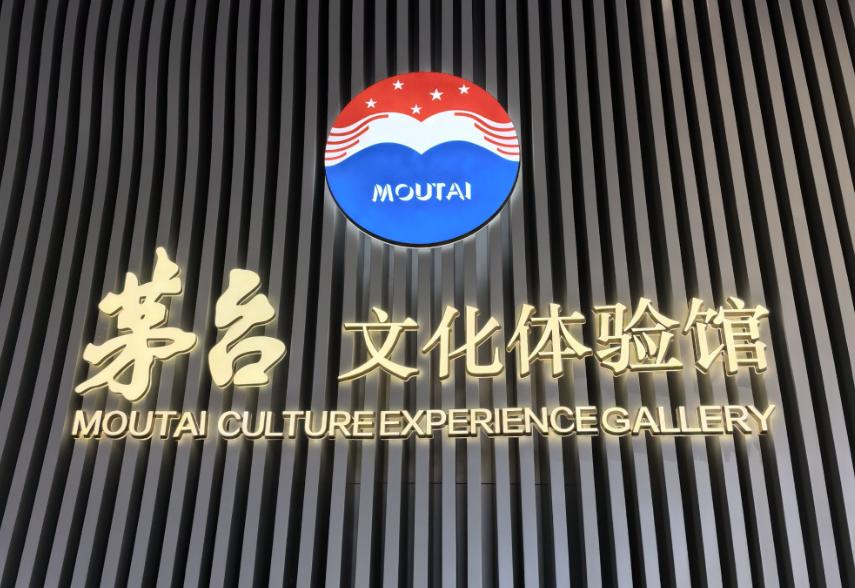 MOUTAI
茅台 文化体验馆
MOUTAI CULTURE EXPERIENCE GALLERY